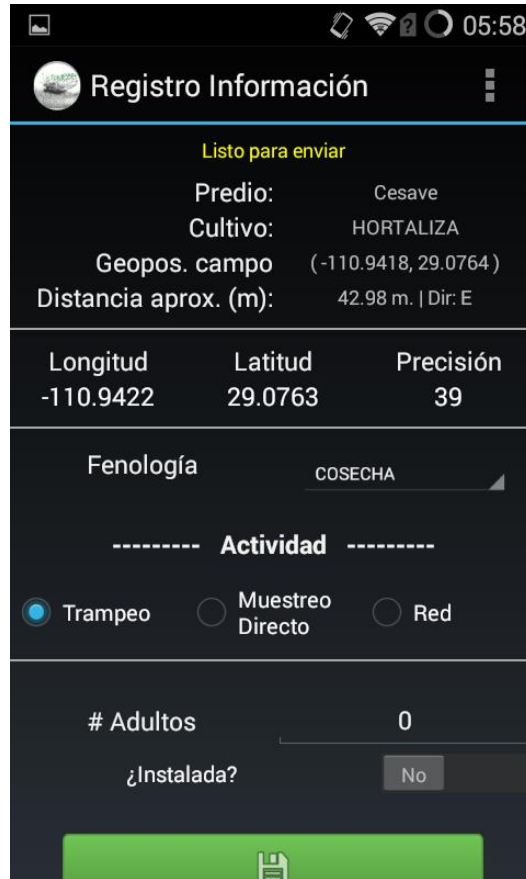 05:58
Registro Información
Listo para enviar
Predio: Cesave
Cultivo: HORTALIZA
Geopos. campo (-110.9418, 29.0764)
Distancia aprox. (m): 42.98 m. | Dir: E
Longitud Latitud Precisión
-110.9422 29.0763 39
Fenología COSECHA
--------- Actividad ---------
Trampeo Muestreo Directo Red
# Adultos 0
¿Instalada? No